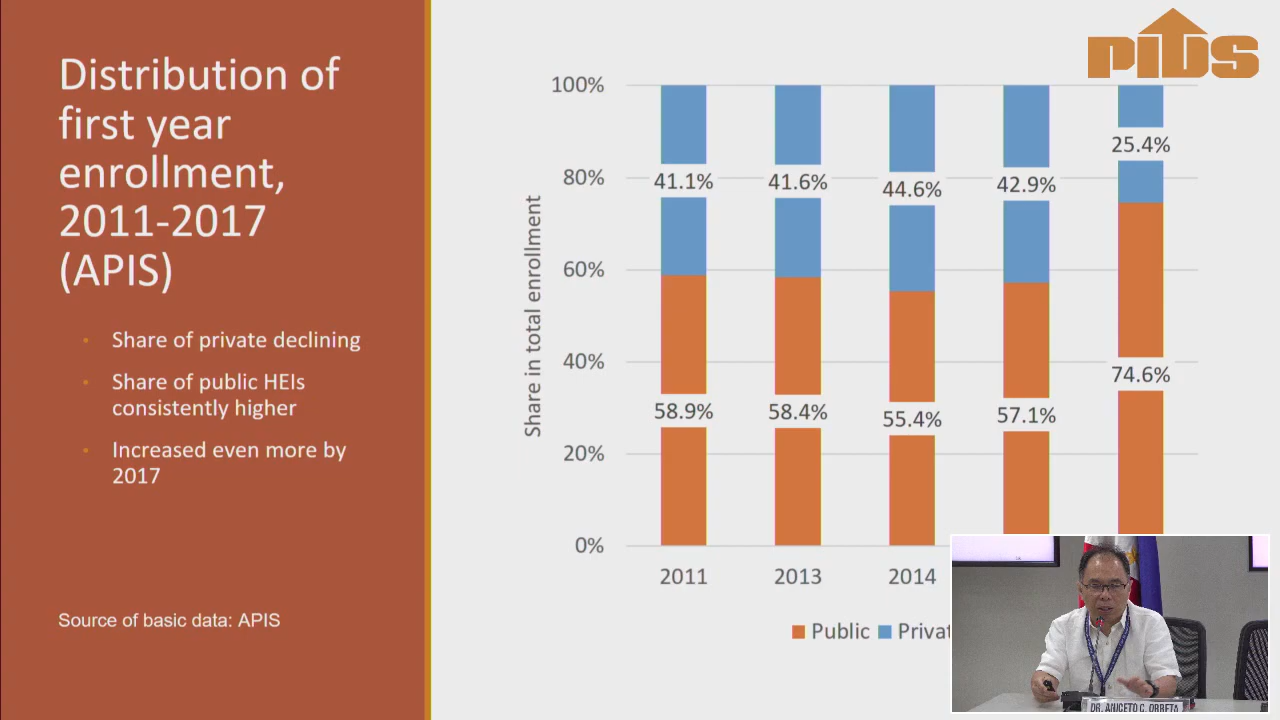 Distribution of
first year
enrollment,
2011-2017
(APIS)
• Share of private declining
• Share of public HEIs
consistently higher
• Increased even more by
2017
Source of basic data: APIS
PIDS
Share in total enrollment
100%
80%
60%
40%
20%
0%
41.1%
41.6%
44.6%
42.9%
25.4%
58.9%
58.4%
55.4%
57.1%
74.6%
2011
2013
2014
Public
Privat
DR. ANICETO C. ORBETA